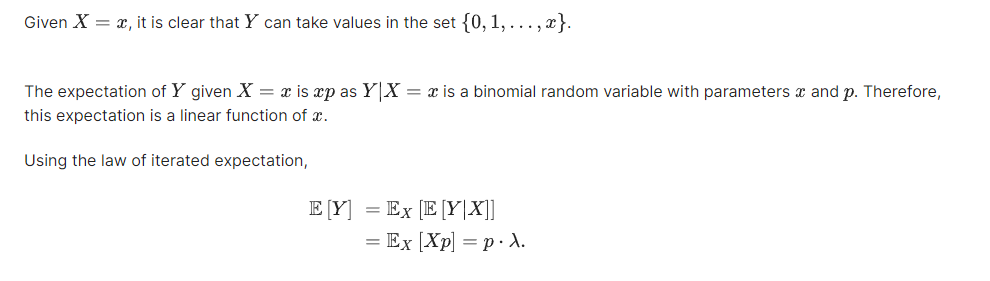 Given X = x, it is clear that Y can take values in the set {0, 1, . . . , x}.
The expectation of Y given X = x is xp as Y|X = x is a binomial random variable with parameters x and p. Therefore,
this expectation is a linear function of x.
Using the law of iterated expectation,
𝔼 [Y] = 𝔼_X [𝔼 [Y|X]]
= 𝔼_X [Xp] = p · λ.